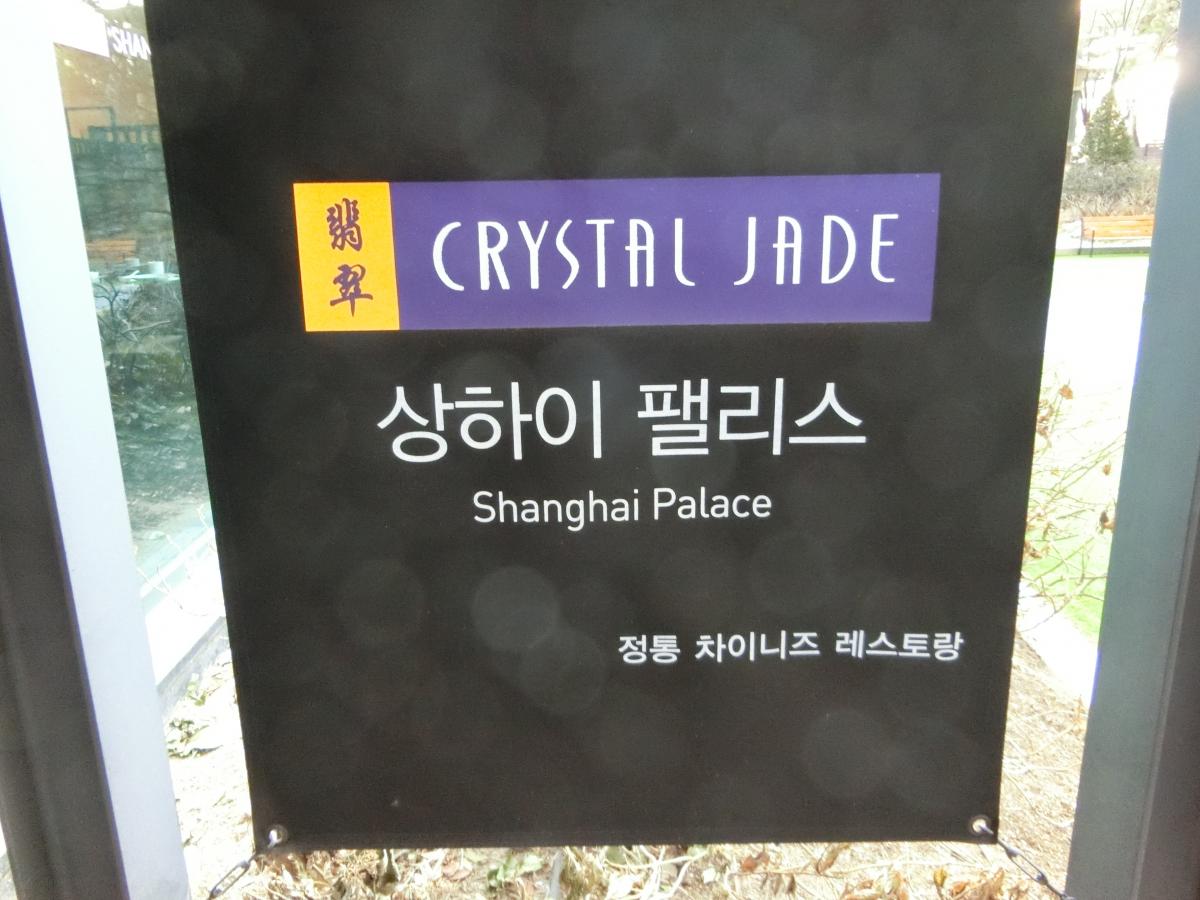 翡翠
CRYSTAL JADE
상하이 팰리스
Shanghai Palace
정통 차이니즈 레스토랑